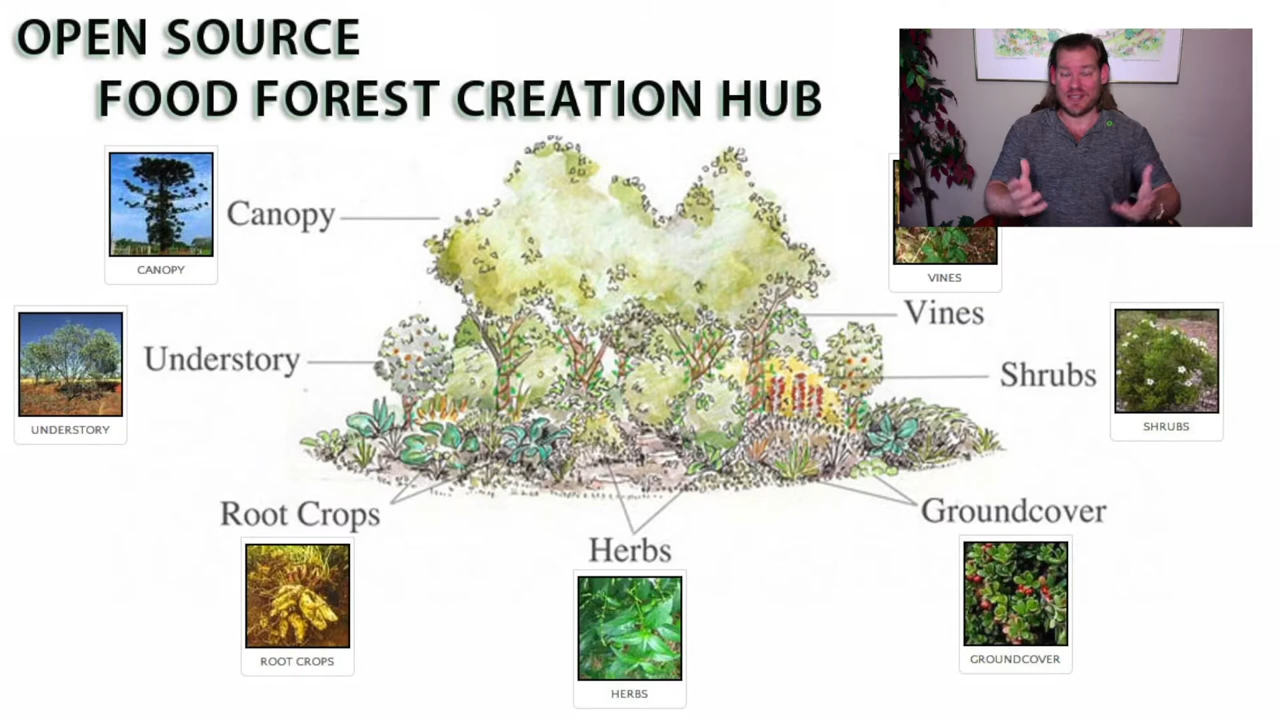 OPEN SOURCE
FOOD FOREST CREATION HUB
Canopy
CANOPY
VINES
Vines
Understory
UNDERSTORY
Shrubs
SHRUBS
Root Crops
ROOT CROPS
Herbs
HERBS
Groundcover
GROUNDCOVER